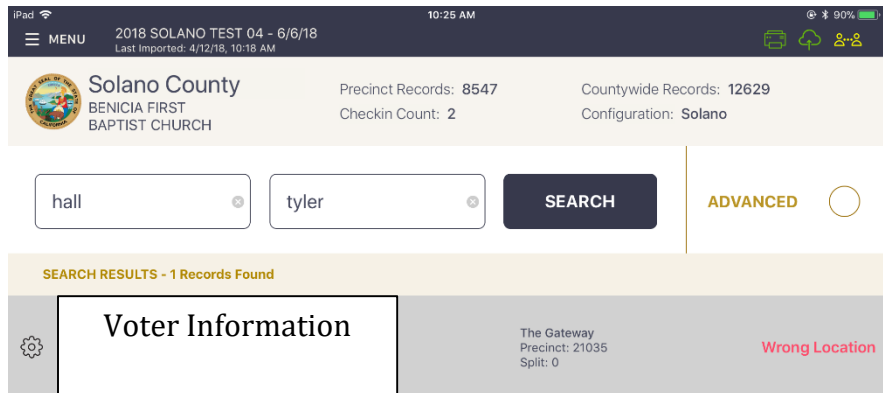 iPad 10:25 AM 90%
MENU 2018 SOLANO TEST 04 - 6/6/18
Last Imported: 4/12/18, 10:18 AM
Solano County
BENICIA FIRST
BAPTIST CHURCH
Precinct Records: 8547
Checkin Count: 2
Countywide Records: 12629
Configuration: Solano
hall tyler SEARCH ADVANCED
SEARCH RESULTS - 1 Records Found
Voter Information
The Gateway
Precinct: 21035
Split: 0
Wrong Location